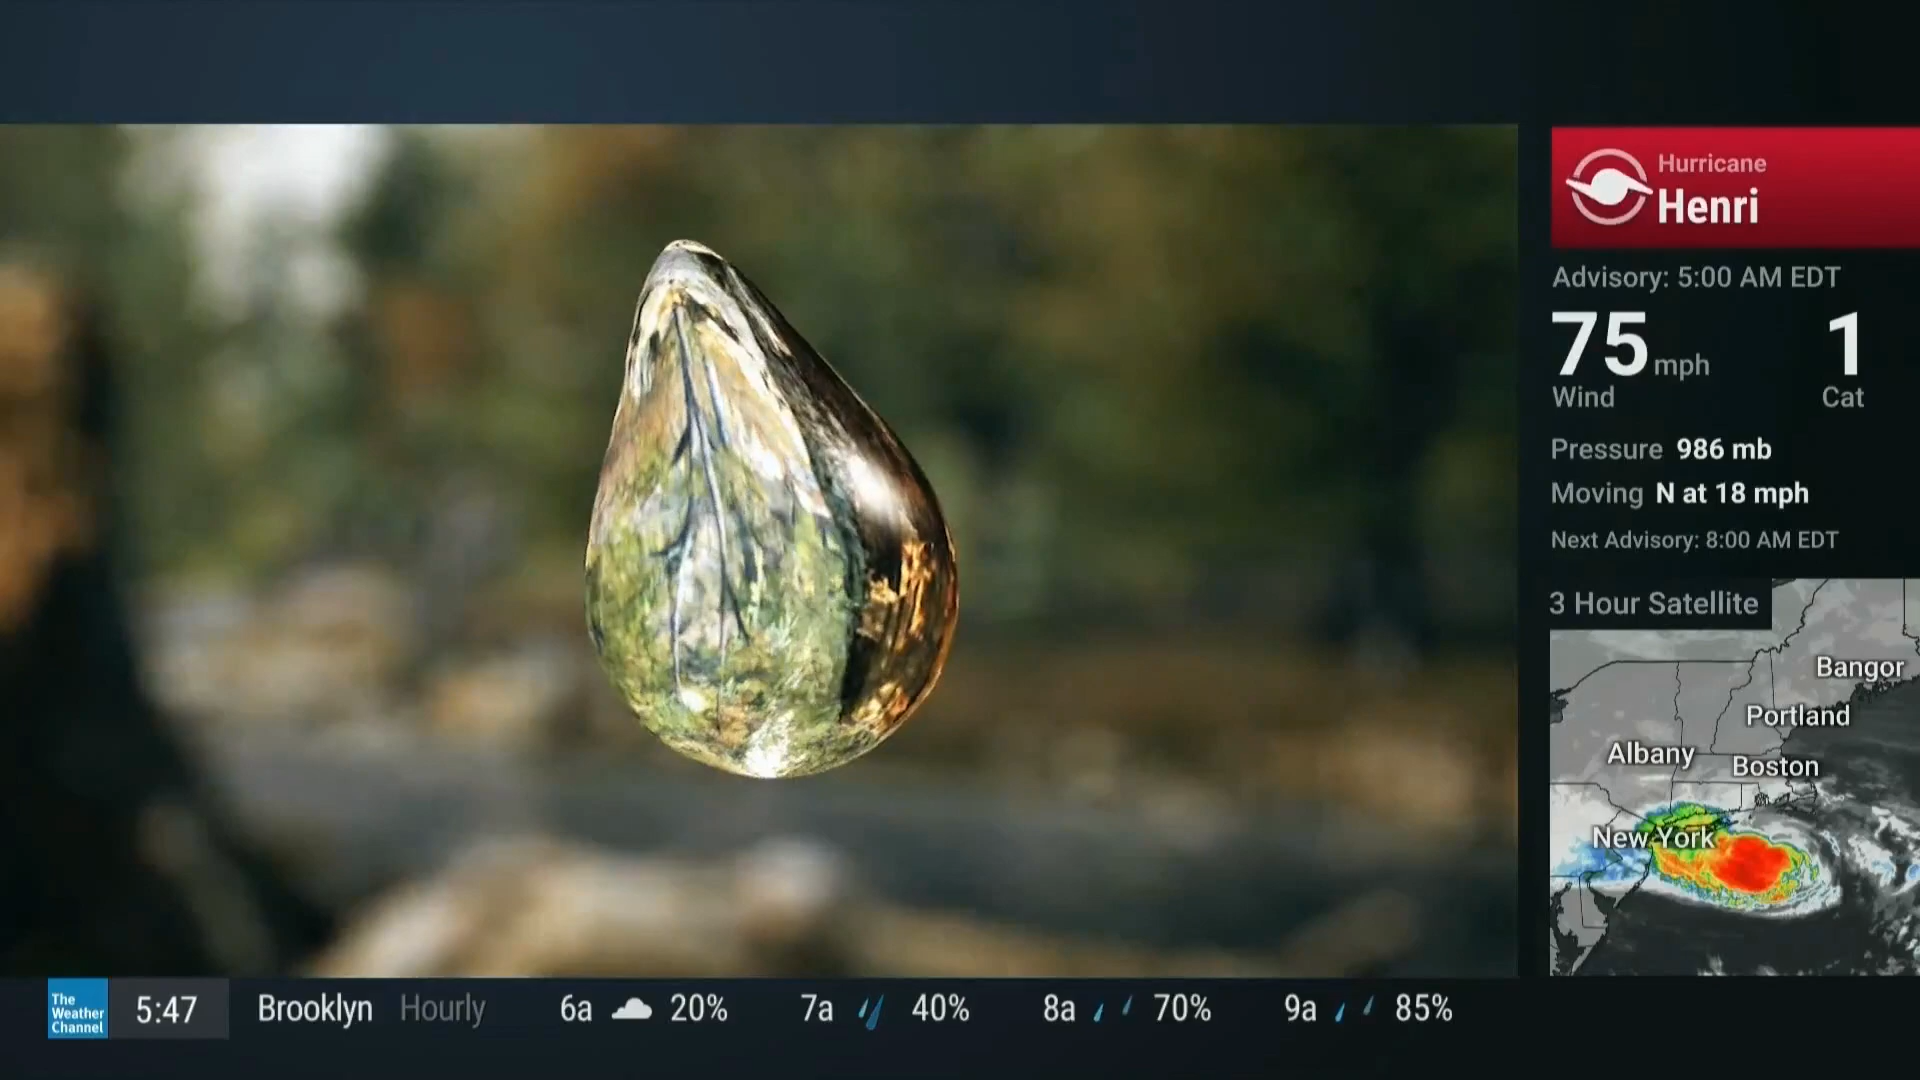 Hurricane
Henri
Advisory: 5:00 AM EDT
75 mph 1
Wind Cat
Pressure 986 mb
Moving N at 18 mph
Next Advisory: 8:00 AM EDT
3 Hour Satellite
Bangor
Portland
Albany
Boston
New York
The
Weather
Channel
5:47 Brooklyn Hourly 6a 20% 7a 40% 8a 70% 9a 85%